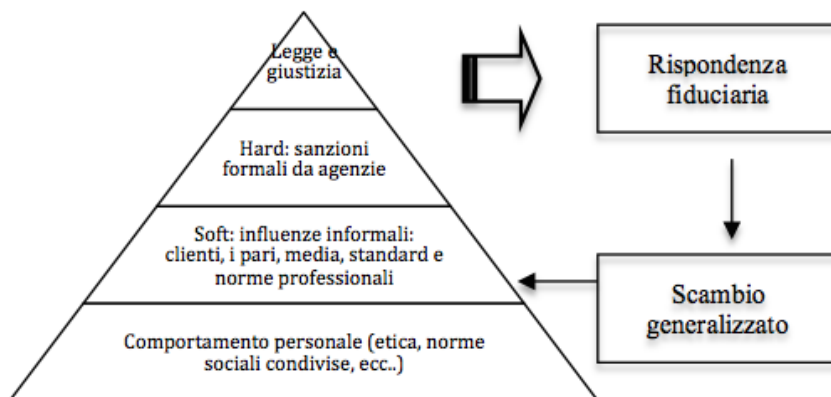 Legge e
giustizia
Hard: sanzioni
formali da agenzie
Soft: influenze informali:
clienti, i pari, media, standard e
norme professionali
Comportamento personale (etica, norme
sociali condivise, ecc..)
Rispondenza
fiduciaria
Scambio
generalizzato